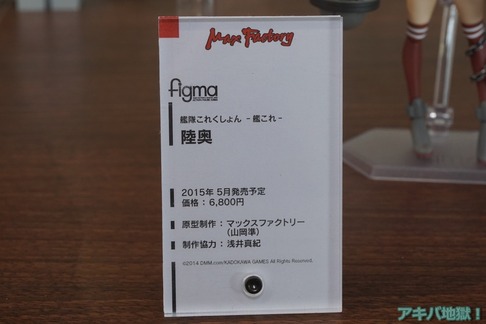 Max Factory
figma
艦隊これくしょん -艦これ-
陸奥
2015年 5月発売予定
価格：6,800円
原型制作：マックスファクトリー
(山岡準)
制作協力：浅井真紀
©2014 DMM.com/KADOKAWA GAMES All Rights Reserved.
アキバ地獄！